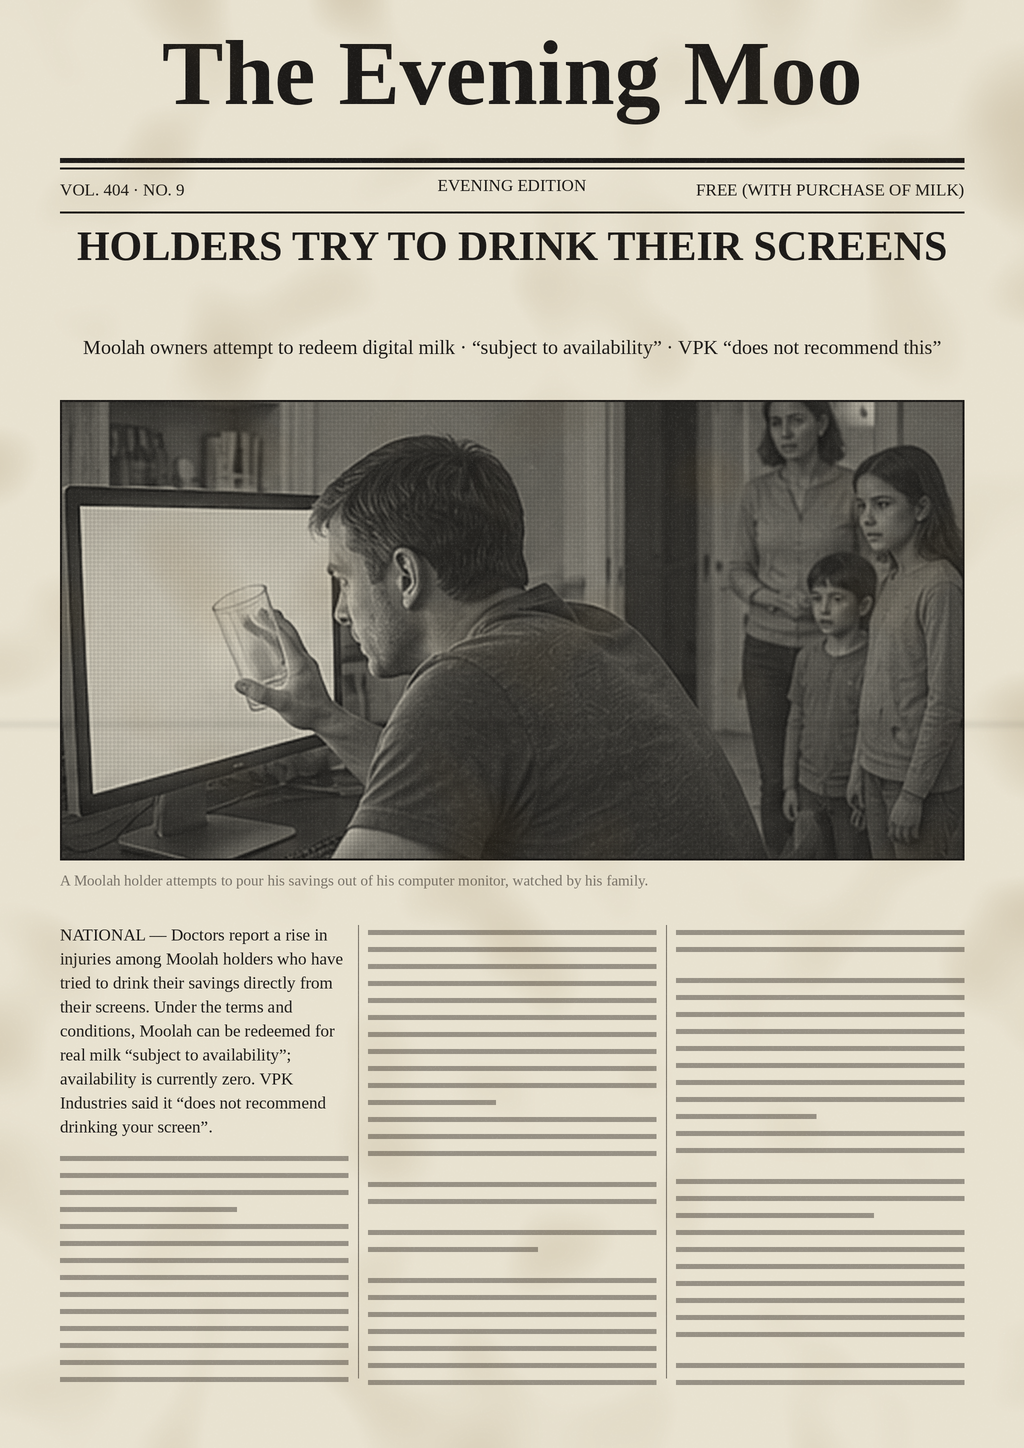 The Evening Moo
VOL. 404 · NO. 9
EVENING EDITION
FREE (WITH PURCHASE OF MILK)
HOLDERS TRY TO DRINK THEIR SCREENS
Moolah owners attempt to redeem digital milk · “subject to availability” · VPK “does not recommend this”
A Moolah holder attempts to pour his savings out of his computer monitor, watched by his family.
NATIONAL — Doctors report a rise in
injuries among Moolah holders who have
tried to drink their savings directly from
their screens. Under the terms and
conditions, Moolah can be redeemed for
real milk “subject to availability”;
availability is currently zero. VPK
Industries said it “does not recommend
drinking your screen”.